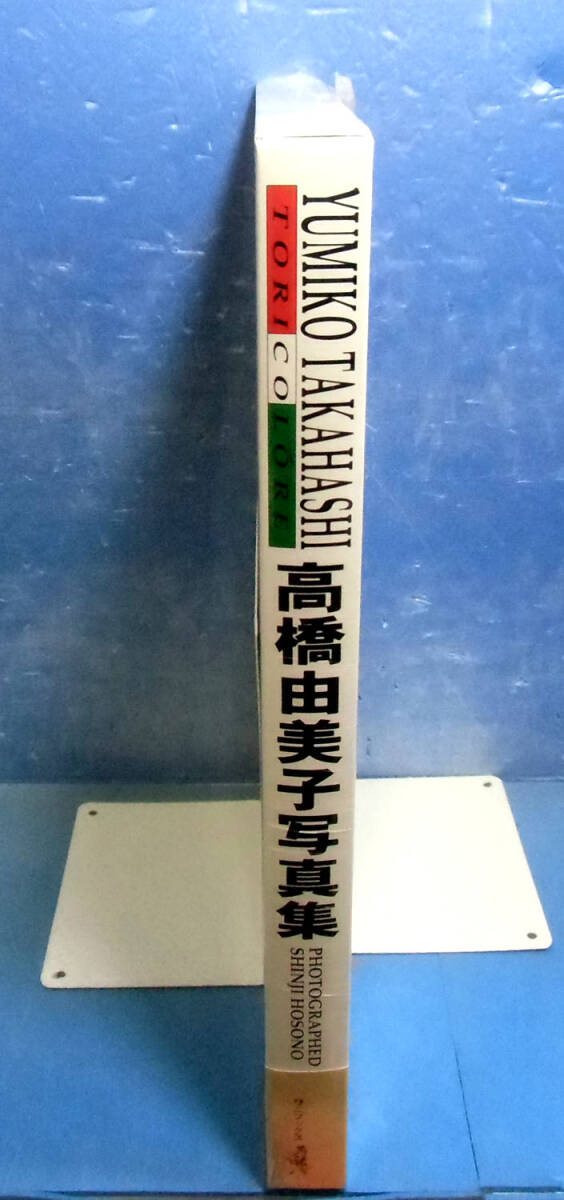 YUMIKO TAKAHASHI
TORICOLORE
高橋由美子写真集
PHOTOGRAPHED
SHINJI HOSONO